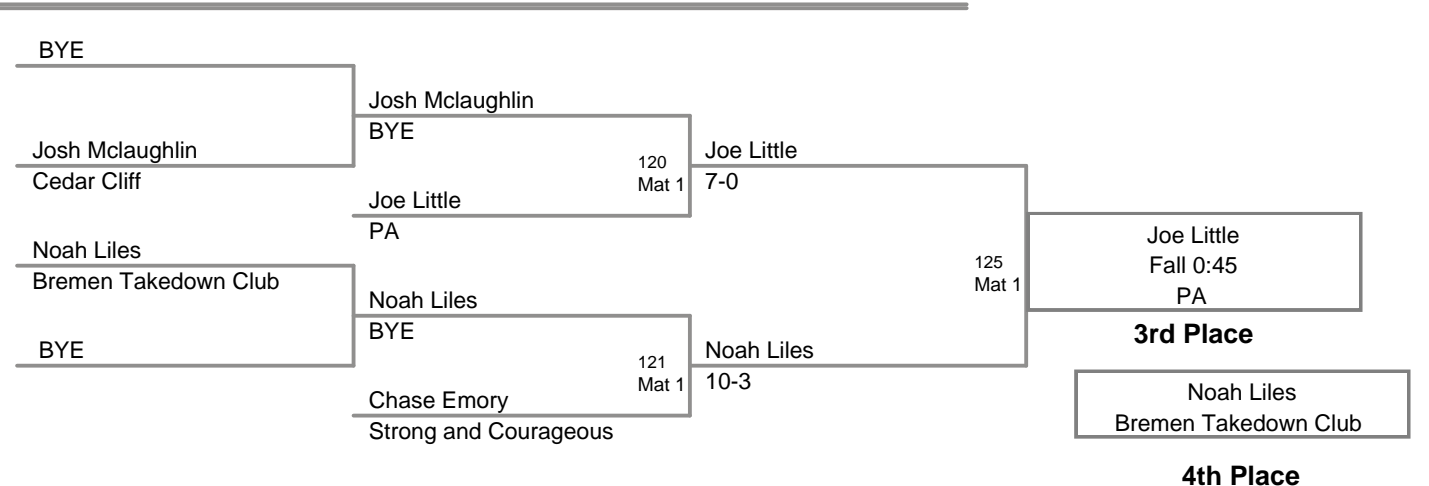 BYE
Josh Mclaughlin
BYE
Josh Mclaughlin
Cedar Cliff
120
Mat 1
Joe Little
7-0
Joe Little
PA
Noah Liles
Bremen Takedown Club
Joe Little
Fall 0:45
PA
125
Mat 1
3rd Place
Noah Liles
BYE
BYE
121
Mat 1
Noah Liles
10-3
Chase Emory
Strong and Courageous
Noah Liles
Bremen Takedown Club
4th Place